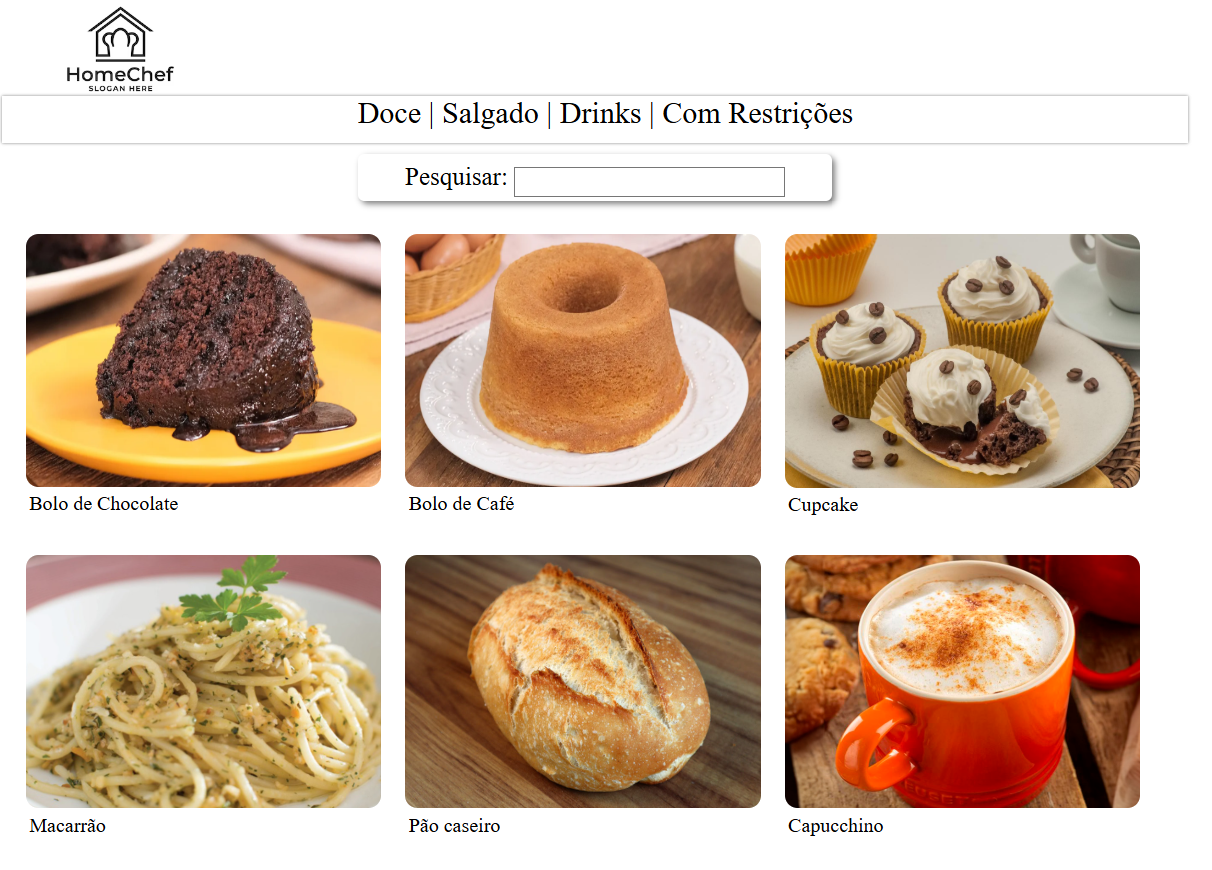 HomeChef
SLOGAN HERE
Doce | Salgado | Drinks | Com Restrições
Pesquisar:
Bolo de Chocolate
Bolo de Café
Cupcake
Macarrão
Pão caseiro
Capucchino